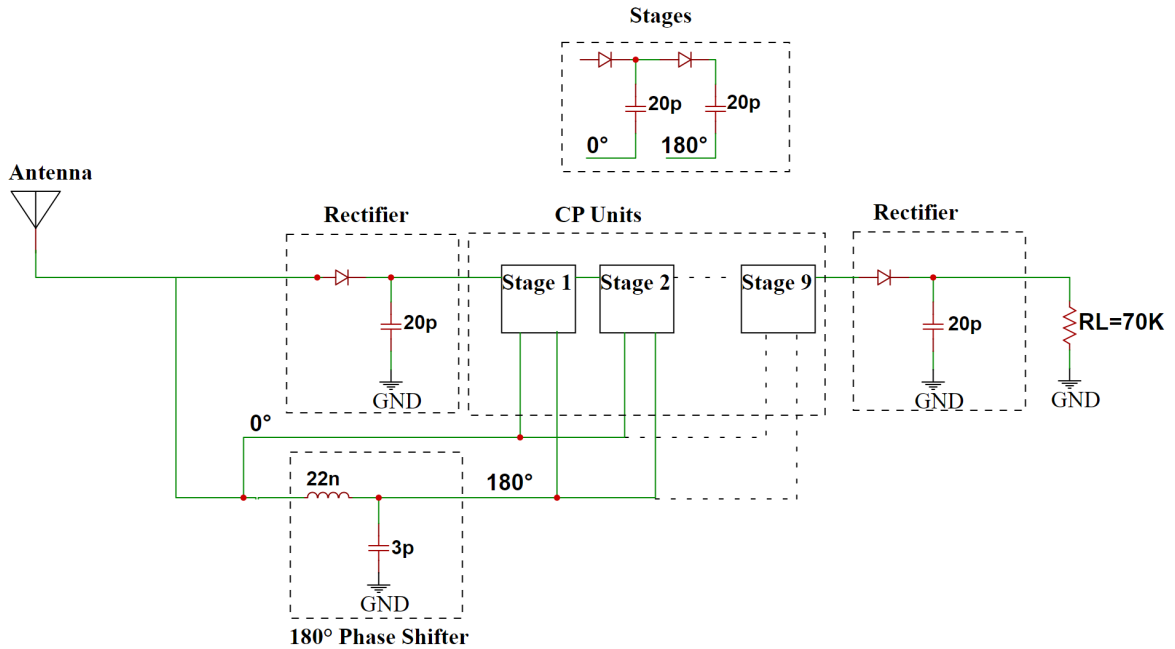 Stages
20p
20p
0°
180°
Antenna
Rectifier
CP Units
Rectifier
Stage 1
Stage 2
Stage 9
20p
20p
RL=70K
GND
GND
GND
0°
22n
180°
3p
GND
180° Phase Shifter